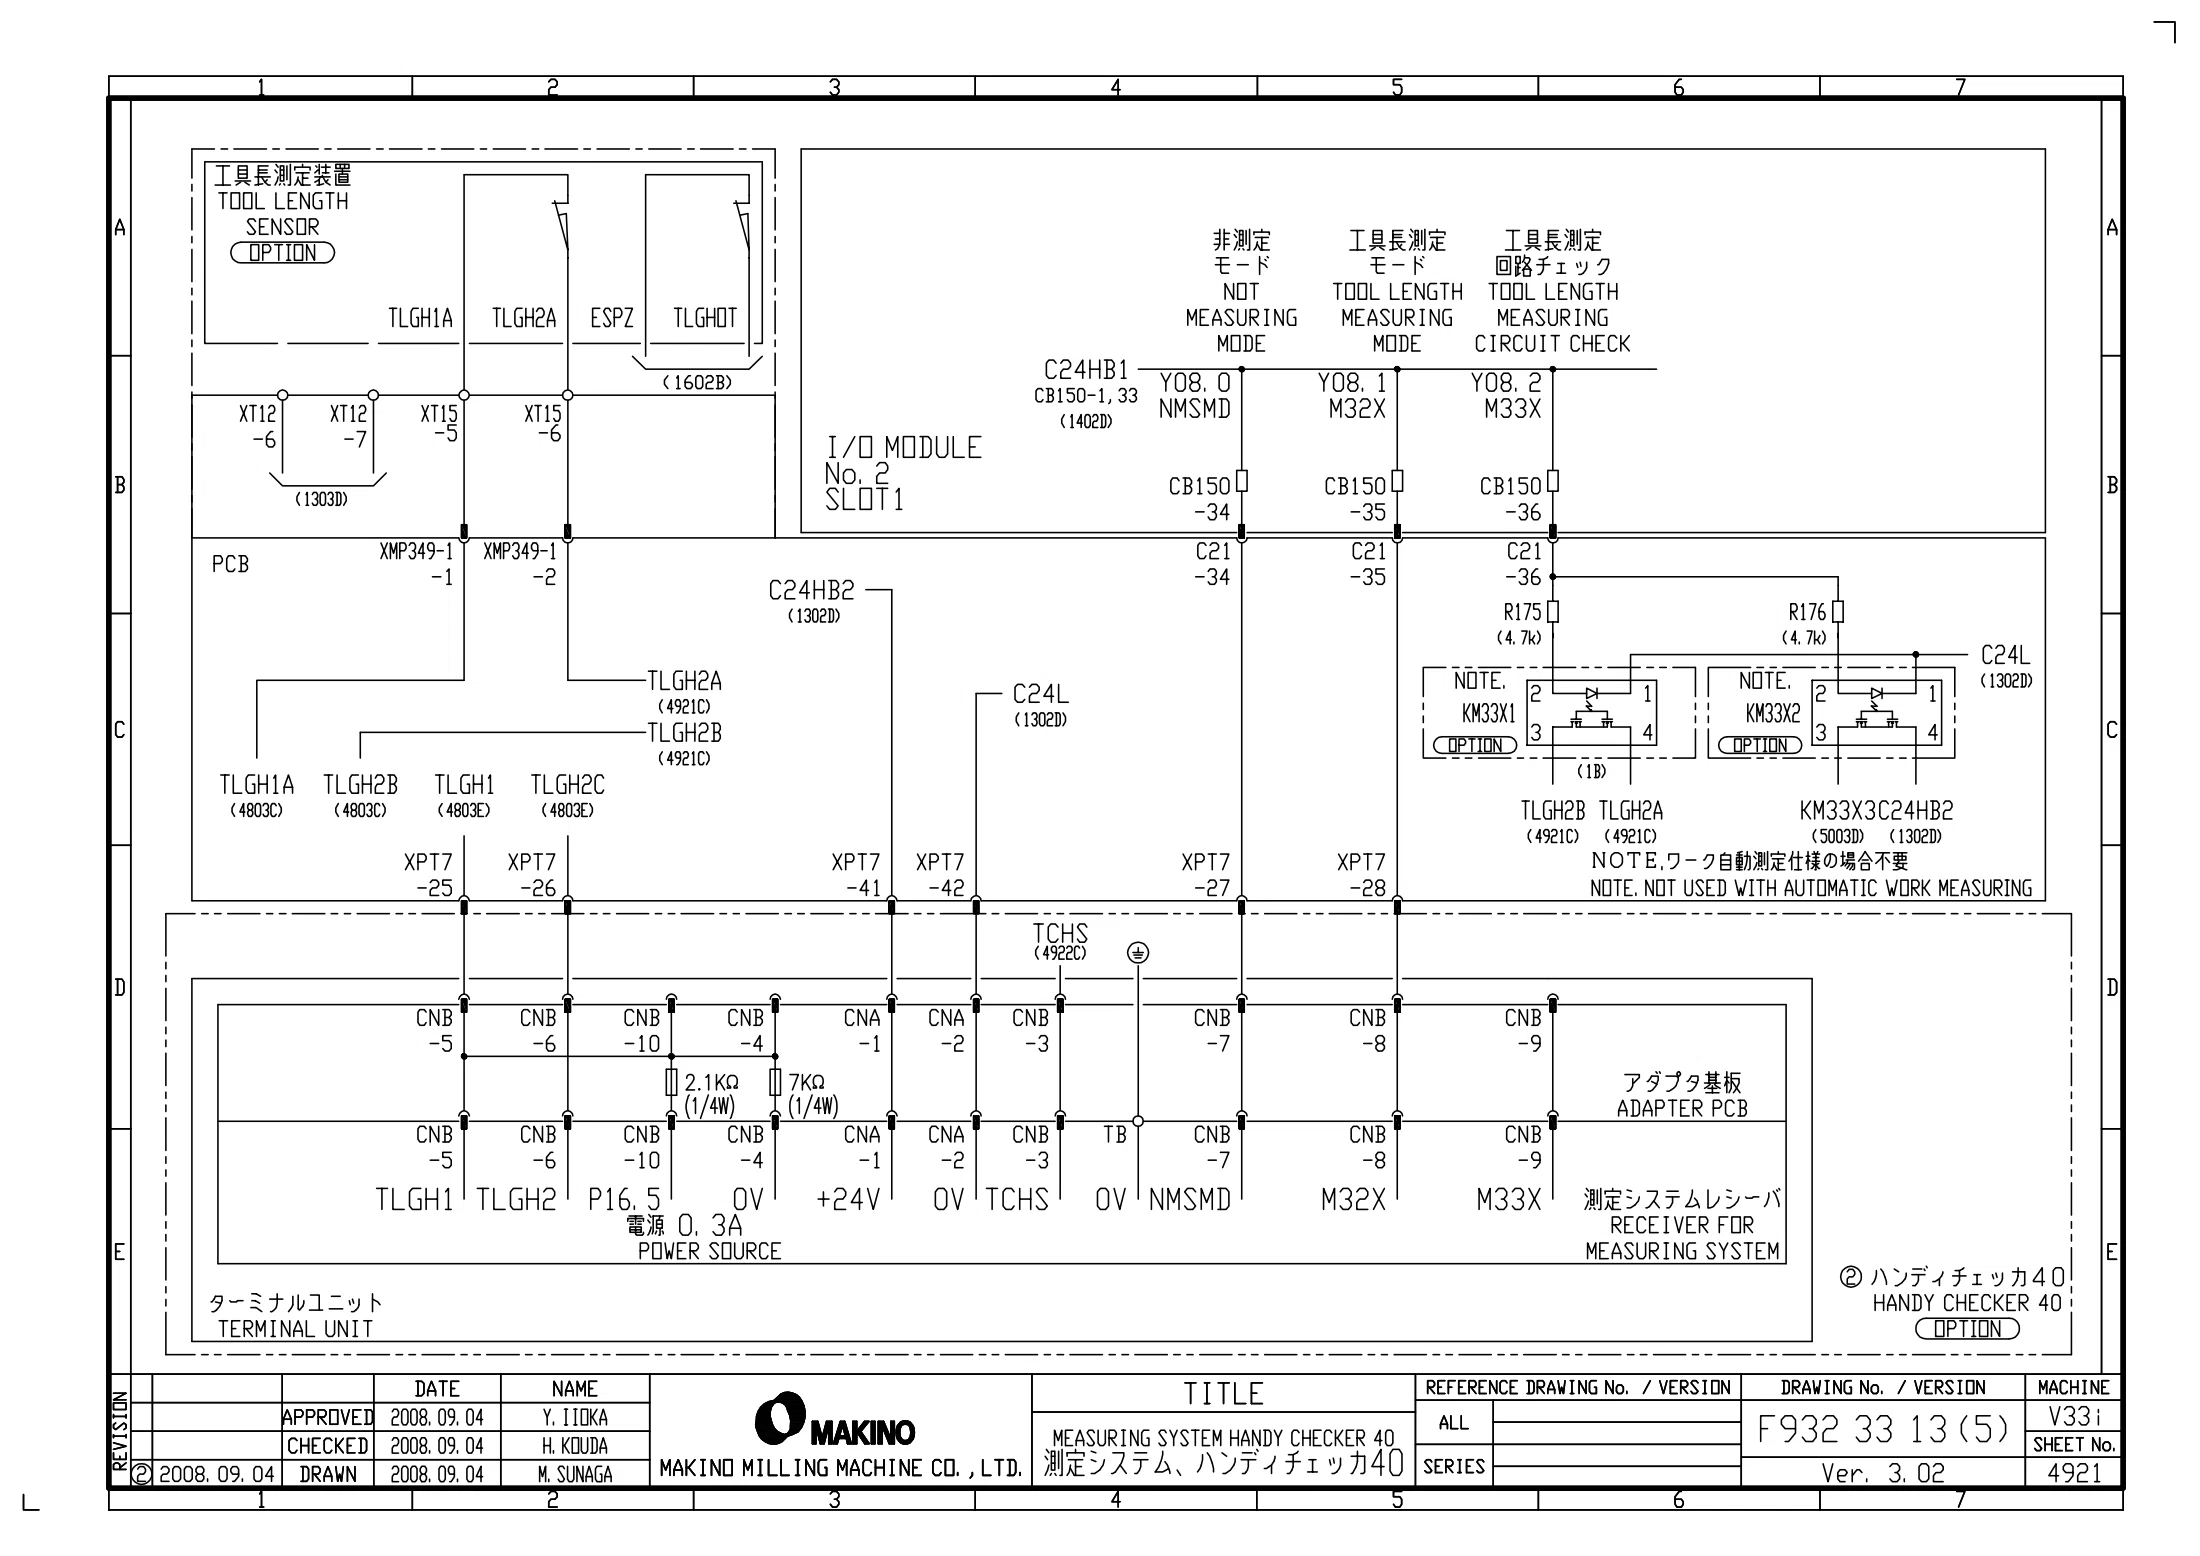 1 2 3 4 5 6 7
A
B
C
D
E
A
B
C
D
E
工具長測定装置
TOOL LENGTH
SENSOR
OPTION
TLGH1A TLGH2A ESPZ TLGHOT
(1602B)
XT12 XT12 XT15 XT15
-6 -7 -5 -6
(1303D)
非測定 工具長測定 工具長測定
モード モード 回路チェック
NOT TOOL LENGTH TOOL LENGTH
MEASURING MEASURING MEASURING
MODE MODE CIRCUIT CHECK
C24HB1
CB150-1,33
(1402D)
Y08.0 Y08.1 Y08.2
NMSMD M32X M33X
I/O MODULE
No.2
SLOT1
CB150 CB150 CB150
-34 -35 -36
PCB
XMP349-1 XMP349-1
-1 -2
C21 C21 C21
-34 -35 -36
C24HB2
(1302D)
R175 R176
(4.7k) (4.7k)
C24L
(1302D)
TLGH2A
(4921C)
TLGH2B
(4921C)
C24L
(1302D)
NOTE.
KM33X1
OPTION
2 1
3 4
(1B)
NOTE.
KM33X2
OPTION
2 1
3 4
TLGH1A TLGH2B TLGH1 TLGH2C
(4803C) (4803C) (4803E) (4803E)
TLGH2B TLGH2A KM33X3C24HB2
(4921C) (4921C) (5003D) (1302D)
NOTE.ワーク自動測定仕様の場合不要
NOTE. NOT USED WITH AUTOMATIC WORK MEASURING
XPT7 XPT7 XPT7 XPT7 XPT7 XPT7
-25 -26 -41 -42 -27 -28
TCHS
(4922C)
CNB CNB CNB CNB CNA CNA CNB CNB CNB CNB
-5 -6 -10 -4 -1 -2 -3 -7 -8 -9
2.1KΩ 7KΩ
(1/4W) (1/4W)
アダプタ基板
ADAPTER PCB
CNB CNB CNB CNB CNA CNA CNB TB CNB CNB CNB
-5 -6 -10 -4 -1 -2 -3 -7 -8 -9
TLGH1 TLGH2 P16.5 0V +24V 0V TCHS 0V NMSMD M32X M33X
電源 0.3A
POWER SOURCE
測定システムレシーバ
RECEIVER FOR
MEASURING SYSTEM
ターミナルユニット
TERMINAL UNIT
② ハンディチェッカ40
HANDY CHECKER 40
OPTION
REVISION
DATE NAME
APPROVED 2008.09.04 Y.IIOKA
CHECKED 2008.09.04 H.KOUDA
② 2008.09.04 DRAWN 2008.09.04 M.SUNAGA
MAKINO
MAKINO MILLING MACHINE CO.,LTD.
TITLE
MEASURING SYSTEM HANDY CHECKER 40
測定システム、ハンディチェッカ40
REFERENCE DRAWING No. / VERSION
ALL
SERIES
DRAWING No. / VERSION
F932 33 13(5)
Ver. 3.02
MACHINE
V33i
SHEET No.
4921
1 2 3 4 5 6 7